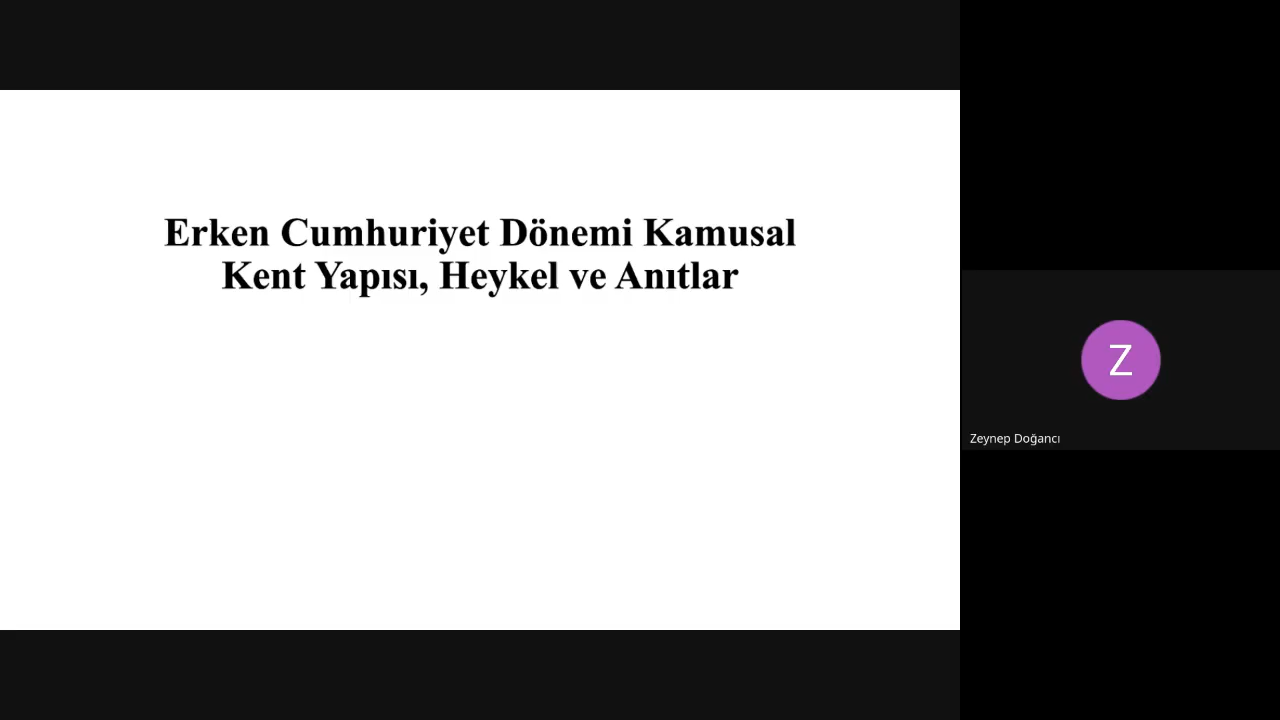 Erken Cumhuriyet Dönemi Kamusal
Kent Yapısı, Heykel ve Anıtlar
Z
Zeynep Doğancı